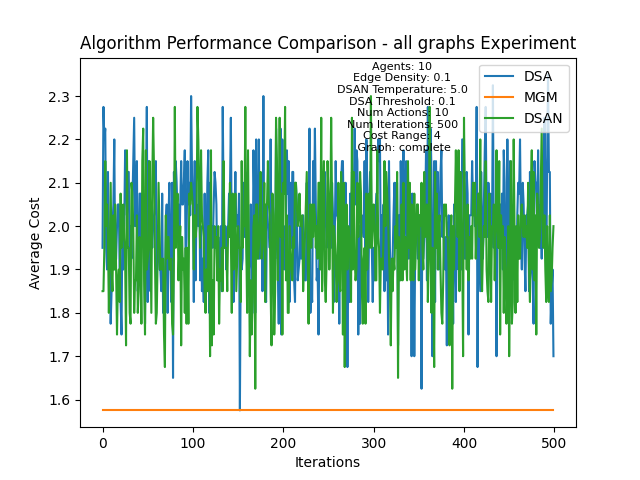 Algorithm Performance Comparison - all graphs Experiment
Agents: 10
Edge Density: 0.1
DSAN Temperature: 5.0
DSA Threshold: 0.1
Num Actions: 10
Num Iterations: 500
Cost Range: 4
Graph: complete
DSA
MGM
DSAN
Average Cost
2.3
2.2
2.1
2.0
1.9
1.8
1.7
1.6
0
100
200
300
400
500
Iterations